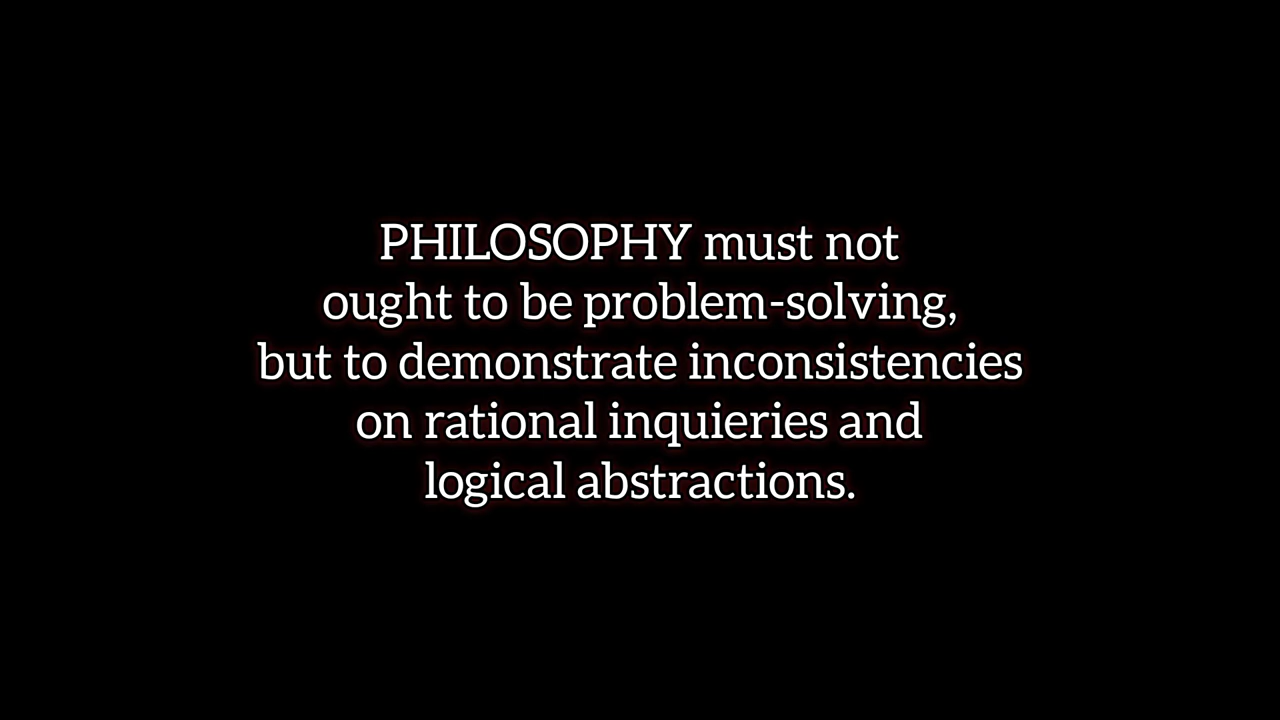 PHILOSOPHY must not
ought to be problem-solving,
but to demonstrate inconsistencies
on rational inquieries and
logical abstractions.